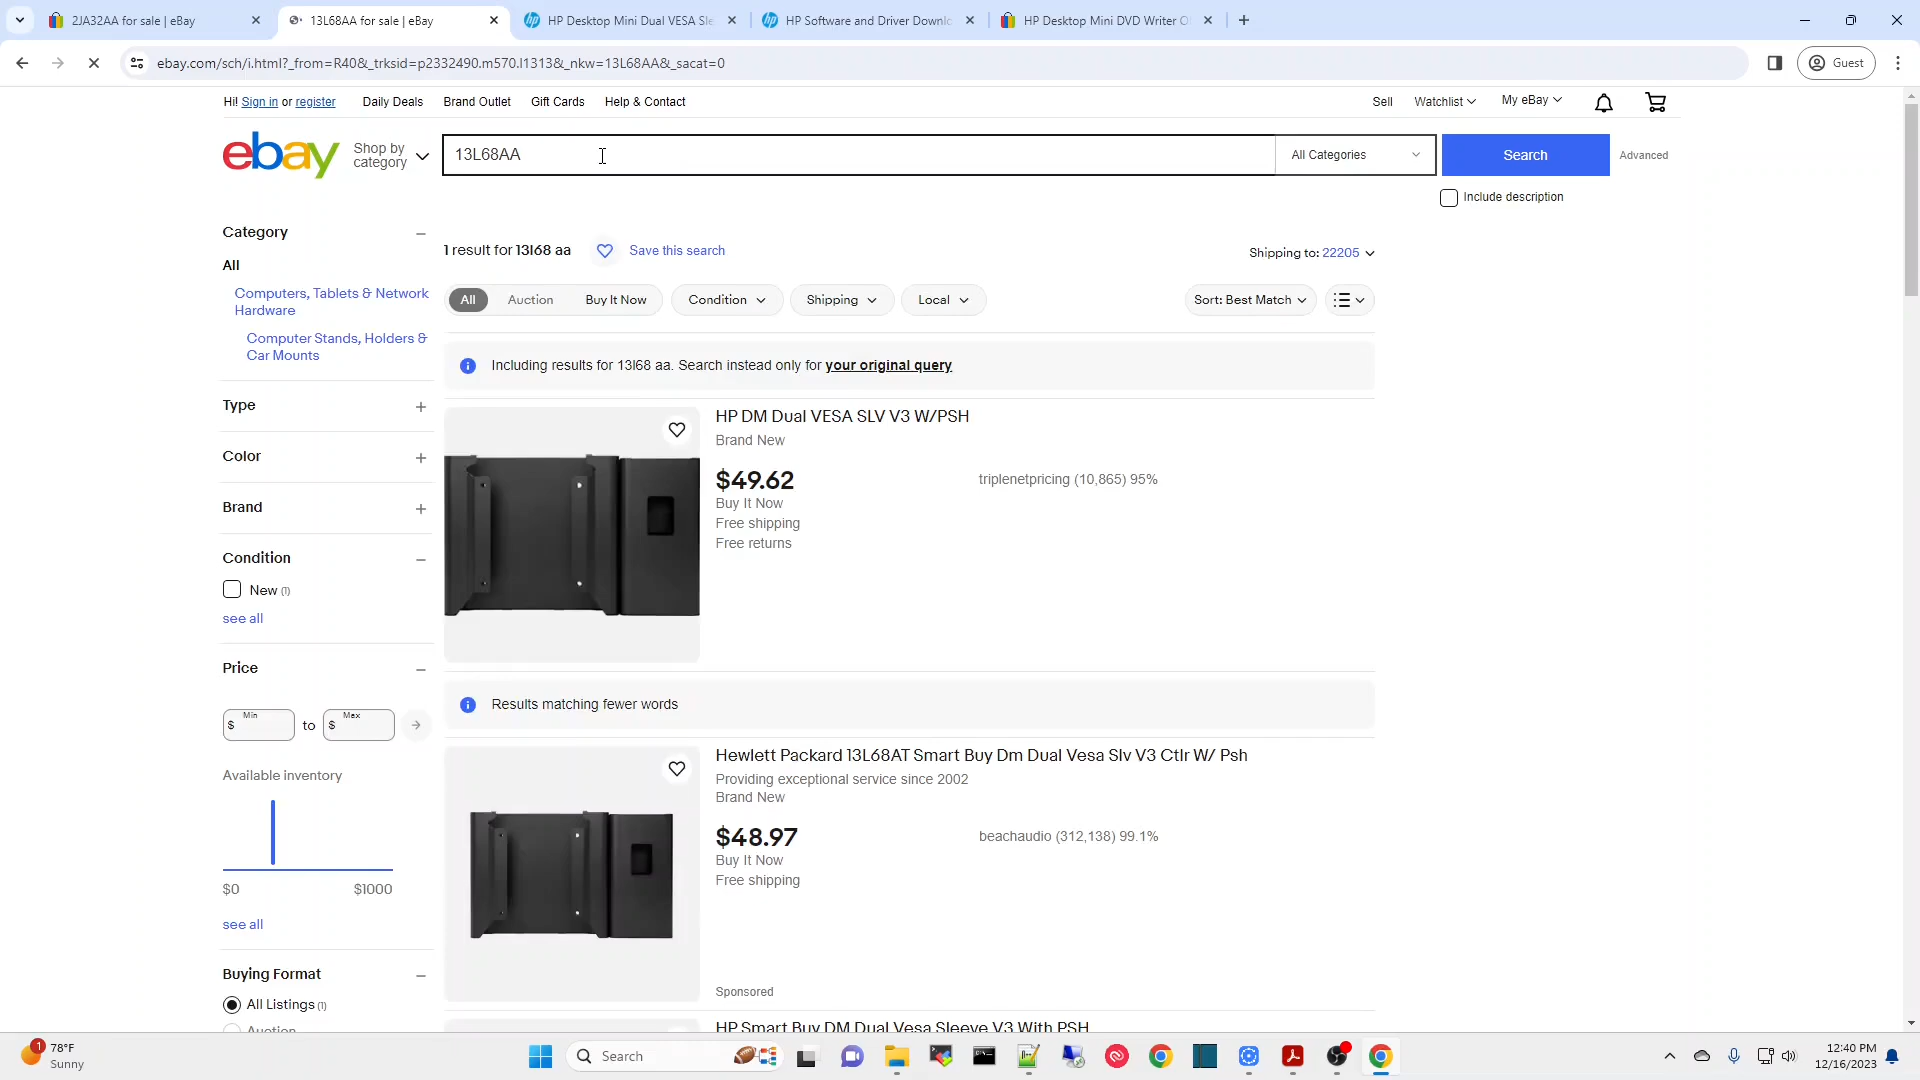 2JA32AA for sale | eBay
13L68AA for sale | eBay
HP Desktop Mini Dual VESA Sle
HP Software and Driver Downlo
HP Desktop Mini DVD Writer O
ebay.com/sch/i.html?_from=R40&_trksid=p2332490.m570.l1313&_nkw=13L68AA&_sacat=0
Guest
Hi! Sign in or register
Daily Deals
Brand Outlet
Gift Cards
Help & Contact
Sell
Watchlist
My eBay
ebay
Shop by
category
13L68AA
All Categories
Search
Advanced
Include description
Category
All
Computers, Tablets & Network
Hardware
Computer Stands, Holders &
Car Mounts
Type
Color
Brand
Condition
New (1)
see all
Price
$ Min
to
$ Max
Available inventory
$0
$1000
see all
Buying Format
All Listings (1)
Auction
1 result for 13l68 aa
Save this search
Shipping to: 22205
All
Auction
Buy It Now
Condition
Shipping
Local
Sort: Best Match
Including results for 13l68 aa. Search instead only for your original query
HP DM Dual VESA SLV V3 W/PSH
Brand New
$49.62
triplenetpricing (10,865) 95%
Buy It Now
Free shipping
Free returns
Results matching fewer words
Hewlett Packard 13L68AT Smart Buy Dm Dual Vesa Slv V3 Ctlr W/ Psh
Providing exceptional service since 2002
Brand New
$48.97
beachaudio (312,138) 99.1%
Buy It Now
Free shipping
Sponsored
HP Smart Buy DM Dual Vesa Sleeve V3 With PSH
1
78°F
Sunny
Search
12:40 PM
12/16/2023